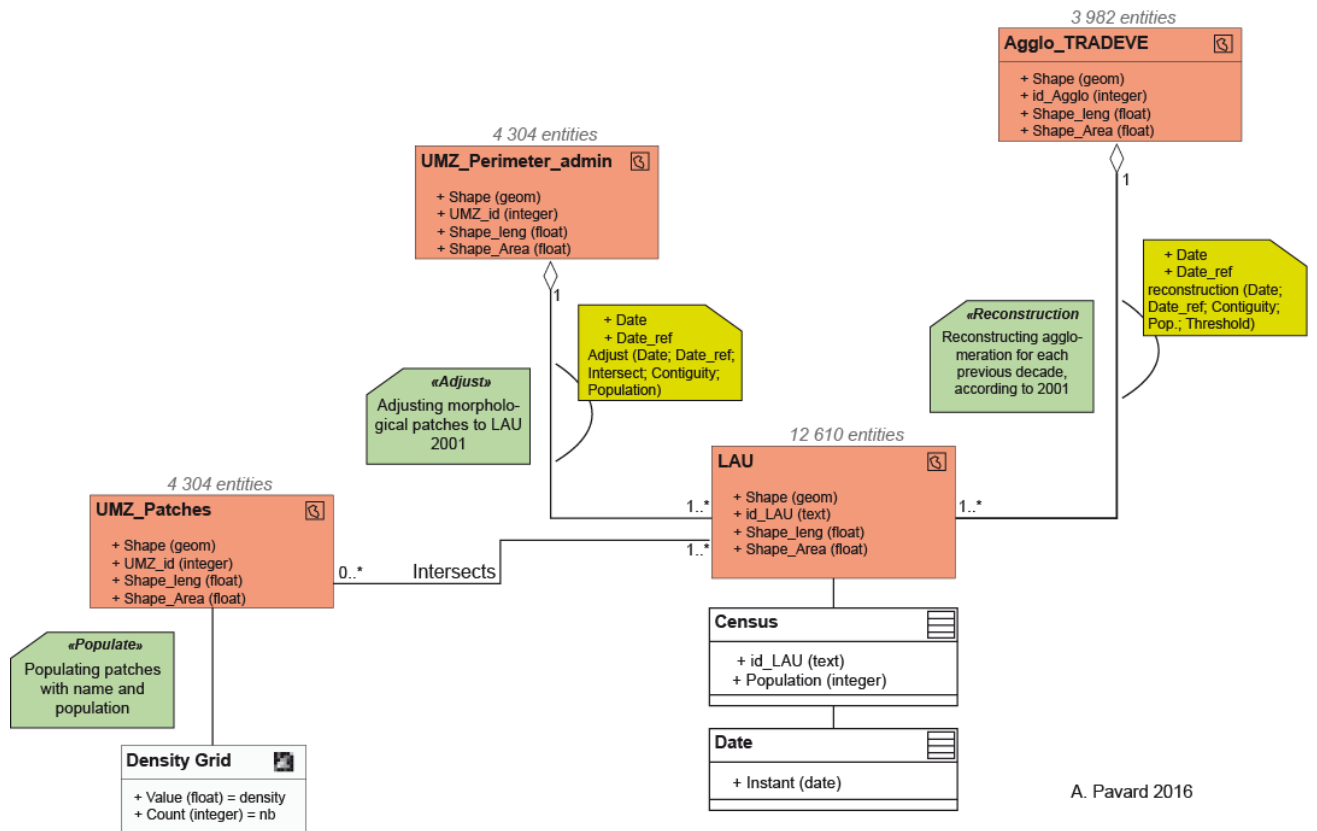 3 982 entities
Agglo_TRADEVE
+ Shape (geom)
+ id_Agglo (integer)
+ Shape_leng (float)
+ Shape_Area (float)
1
4 304 entities
UMZ_Perimeter_admin
+ Shape (geom)
+ UMZ_id (integer)
+ Shape_leng (float)
+ Shape_Area (float)
1
+ Date
+ Date_ref
reconstruction (Date;
Date_ref; Contiguity;
Pop.; Threshold)
«Reconstruction
Reconstructing agglo-
meration for each
previous decade,
according to 2001
+ Date
+ Date_ref
Adjust (Date; Date_ref;
Intersect; Contiguity;
Population)
«Adjust»
Adjusting morpholo-
gical patches to LAU
2001
12 610 entities
LAU
+ Shape (geom)
+ id_LAU (text)
+ Shape_leng (float)
+ Shape_Area (float)
1..*
1..*
1..*
4 304 entities
UMZ_Patches
+ Shape (geom)
+ UMZ_id (integer)
+ Shape_leng (float)
+ Shape_Area (float)
0..*
Intersects
Census
+ id_LAU (text)
+ Population (integer)
«Populate»
Populating patches
with name and
population
Date
+ Instant (date)
Density Grid
+ Value (float) = density
+ Count (integer) = nb
A. Pavard 2016